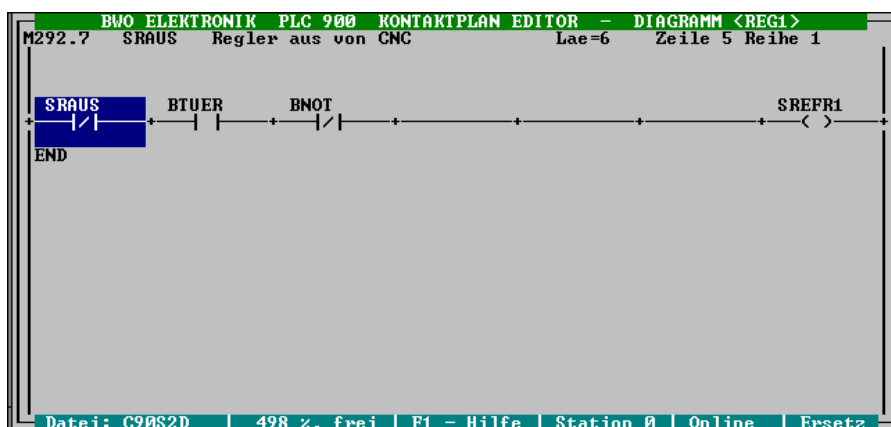 BWO ELEKTRONIK PLC 900 KONTAKTPLAN EDITOR - DIAGRAMM <REG1>
M292.7 SRAUS Regler aus von CNC Lae=6 Zeile 5 Reihe 1
SRAUS BTUER BNOT SREFR1
END
Datei: C90S2D | 498 %. frei | F1 - Hilfe | Station 0 | Online | Ersetz